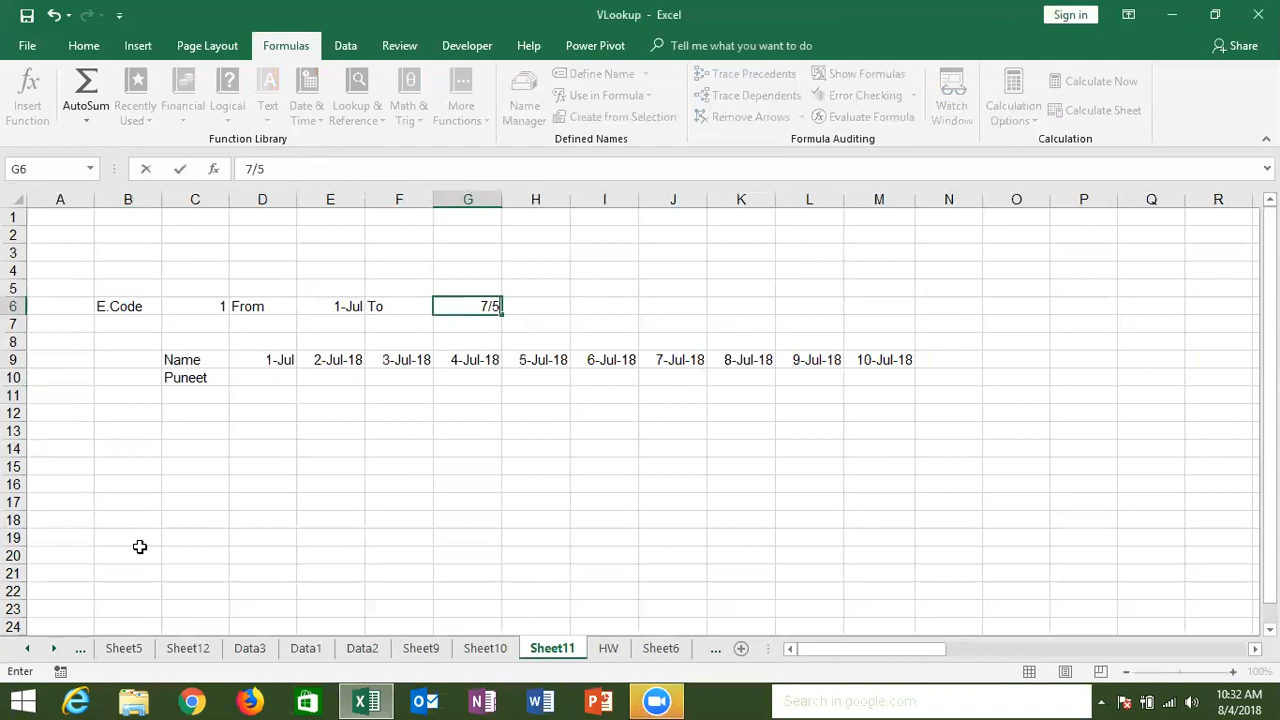 VLookup - Excel
Sign in
File Home Insert Page Layout Formulas Data Review Developer Help Power Pivot Tell me what you want to do Share
Insert Function
AutoSum
Recently Used
Financial
Logical
Text
Date & Time
Lookup & Reference
Math & Trig
More Functions
Function Library
Name Manager
Define Name
Use in Formula
Create from Selection
Defined Names
Trace Precedents
Trace Dependents
Remove Arrows
Show Formulas
Error Checking
Evaluate Formula
Formula Auditing
Watch Window
Calculation Options
Calculate Now
Calculate Sheet
Calculation
G6 fx 7/5
A B C D E F G H I J K L M N O P Q R
1
2
3
4
5
6 E.Code 1 From 1-Jul To 7/5
7
8
9 Name 1-Jul 2-Jul-18 3-Jul-18 4-Jul-18 5-Jul-18 6-Jul-18 7-Jul-18 8-Jul-18 9-Jul-18 10-Jul-18
10 Puneet
11
12
13
14
15
16
17
18
19
20
21
22
23
24
... Sheet5 Sheet12 Data3 Data1 Data2 Sheet9 Sheet10 Sheet11 HW Sheet6 ...
Enter 100%
Search in google.com
10:32 AM
8/4/2018